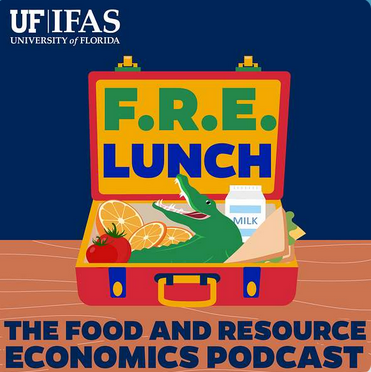 UF|IFAS
UNIVERSITY of FLORIDA
F.R.E.
LUNCH
MILK
THE FOOD AND RESOURCE
ECONOMICS PODCAST